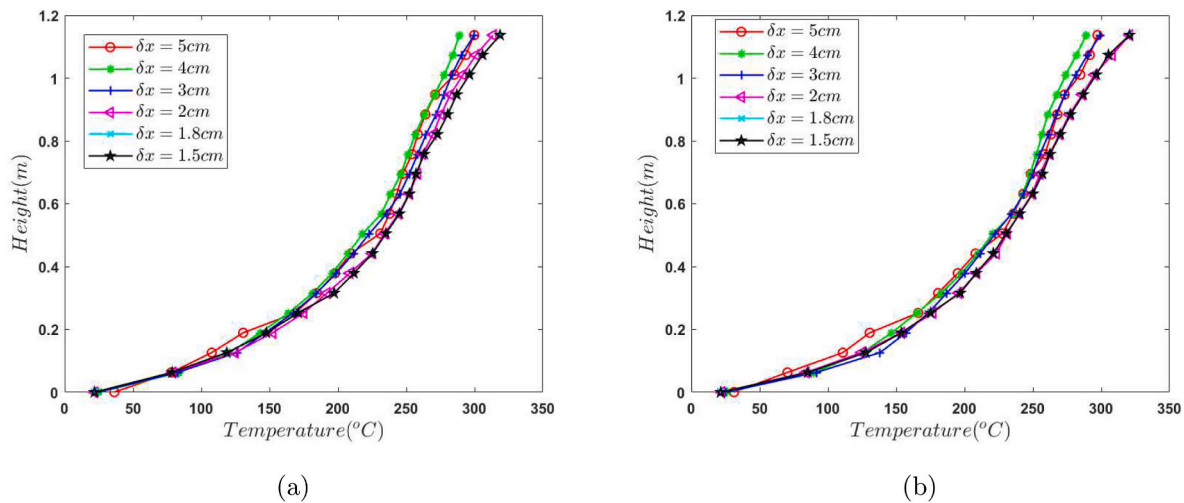 1.2
1
0.8
0.6
0.4
0.2
0
Height(m)
δx = 5cm
δx = 4cm
δx = 3cm
δx = 2cm
δx = 1.8cm
δx = 1.5cm
0 50 100 150 200 250 300 350
Temperature(°C)
(a)
1.2
1
0.8
0.6
0.4
0.2
0
Height(m)
δx = 5cm
δx = 4cm
δx = 3cm
δx = 2cm
δx = 1.8cm
δx = 1.5cm
0 50 100 150 200 250 300 350
Temperature(°C)
(b)